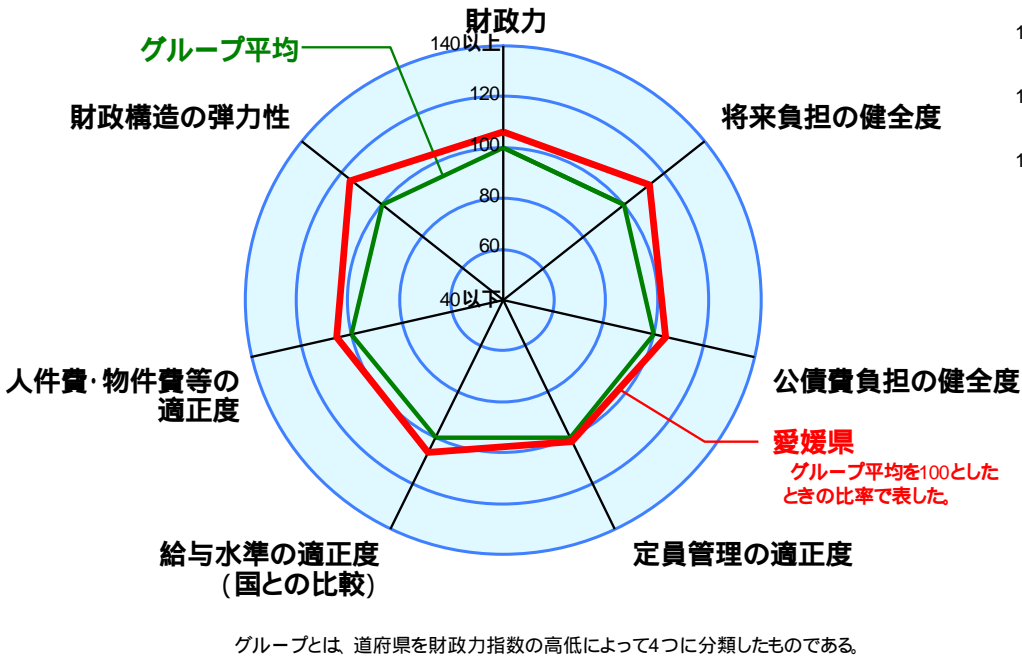 財政力
140以上
グループ平均
120
財政構造の弾力性
将来負担の健全度
100
80
60
40以下
人件費・物件費等の
適正度
公債費負担の健全度
愛媛県
グループ平均を100とした
ときの比率で表した。
給与水準の適正度
(国との比較)
定員管理の適正度
グループとは、道府県を財政力指数の高低によって4つに分類したものである。
1
1
1